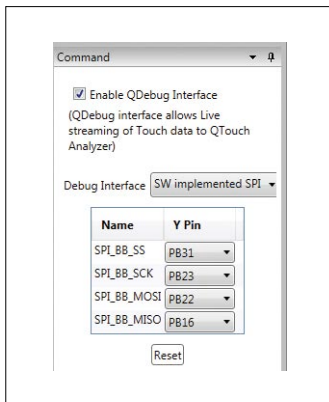 Command
Enable QDebug Interface
(QDebug interface allows Live
streaming of Touch data to QTouch
Analyzer)
Debug Interface SW implemented SPI
Name Y Pin
SPI_BB_SS PB31
SPI_BB_SCK PB23
SPI_BB_MOSI PB22
SPI_BB_MISO PB16
Reset